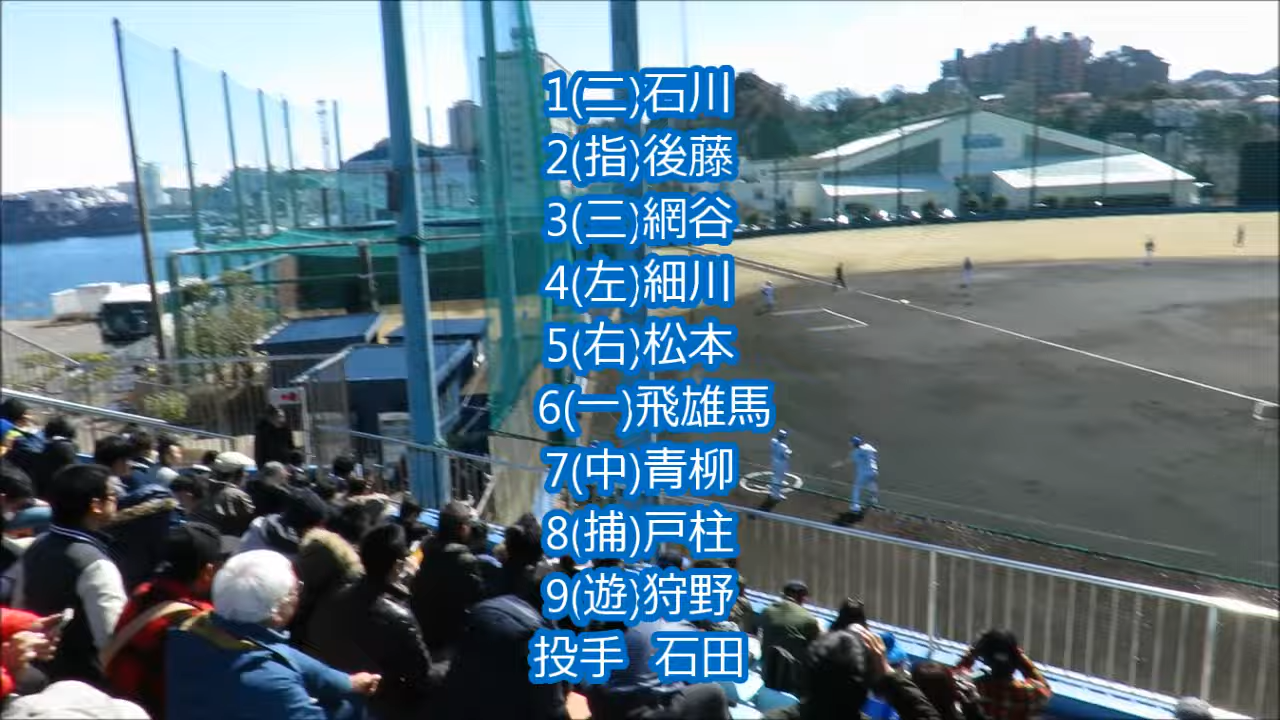 1(二)石川
2(指)後藤
3(三)網谷
4(左)細川
5(右)松本
6(一)飛雄馬
7(中)青柳
8(捕)戸柱
9(遊)狩野
投手 石田